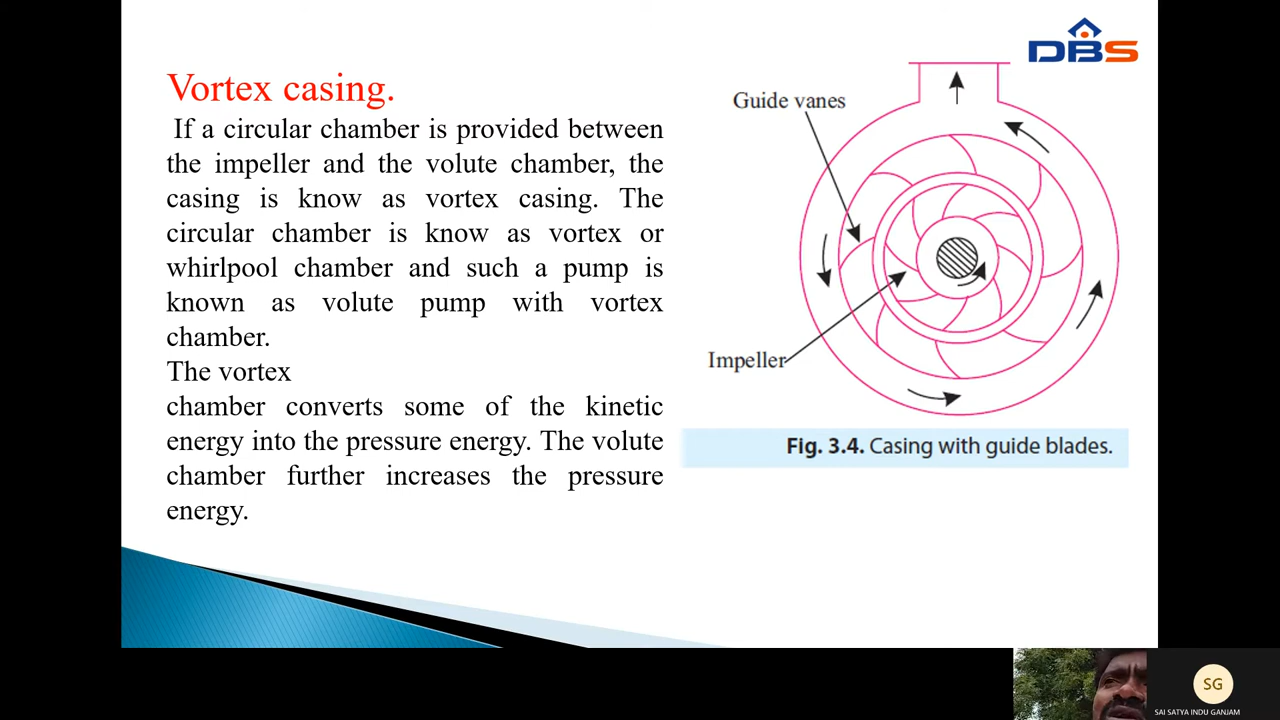 DBS
Vortex casing.
If a circular chamber is provided between
the impeller and the volute chamber, the
casing is know as vortex casing. The
circular chamber is know as vortex or
whirlpool chamber and such a pump is
known as volute pump with vortex
chamber.
The vortex
chamber converts some of the kinetic
energy into the pressure energy. The volute
chamber further increases the pressure
energy.
Guide vanes
Impeller
Fig. 3.4. Casing with guide blades.
SG
SAI SATYA INDU GANJAM